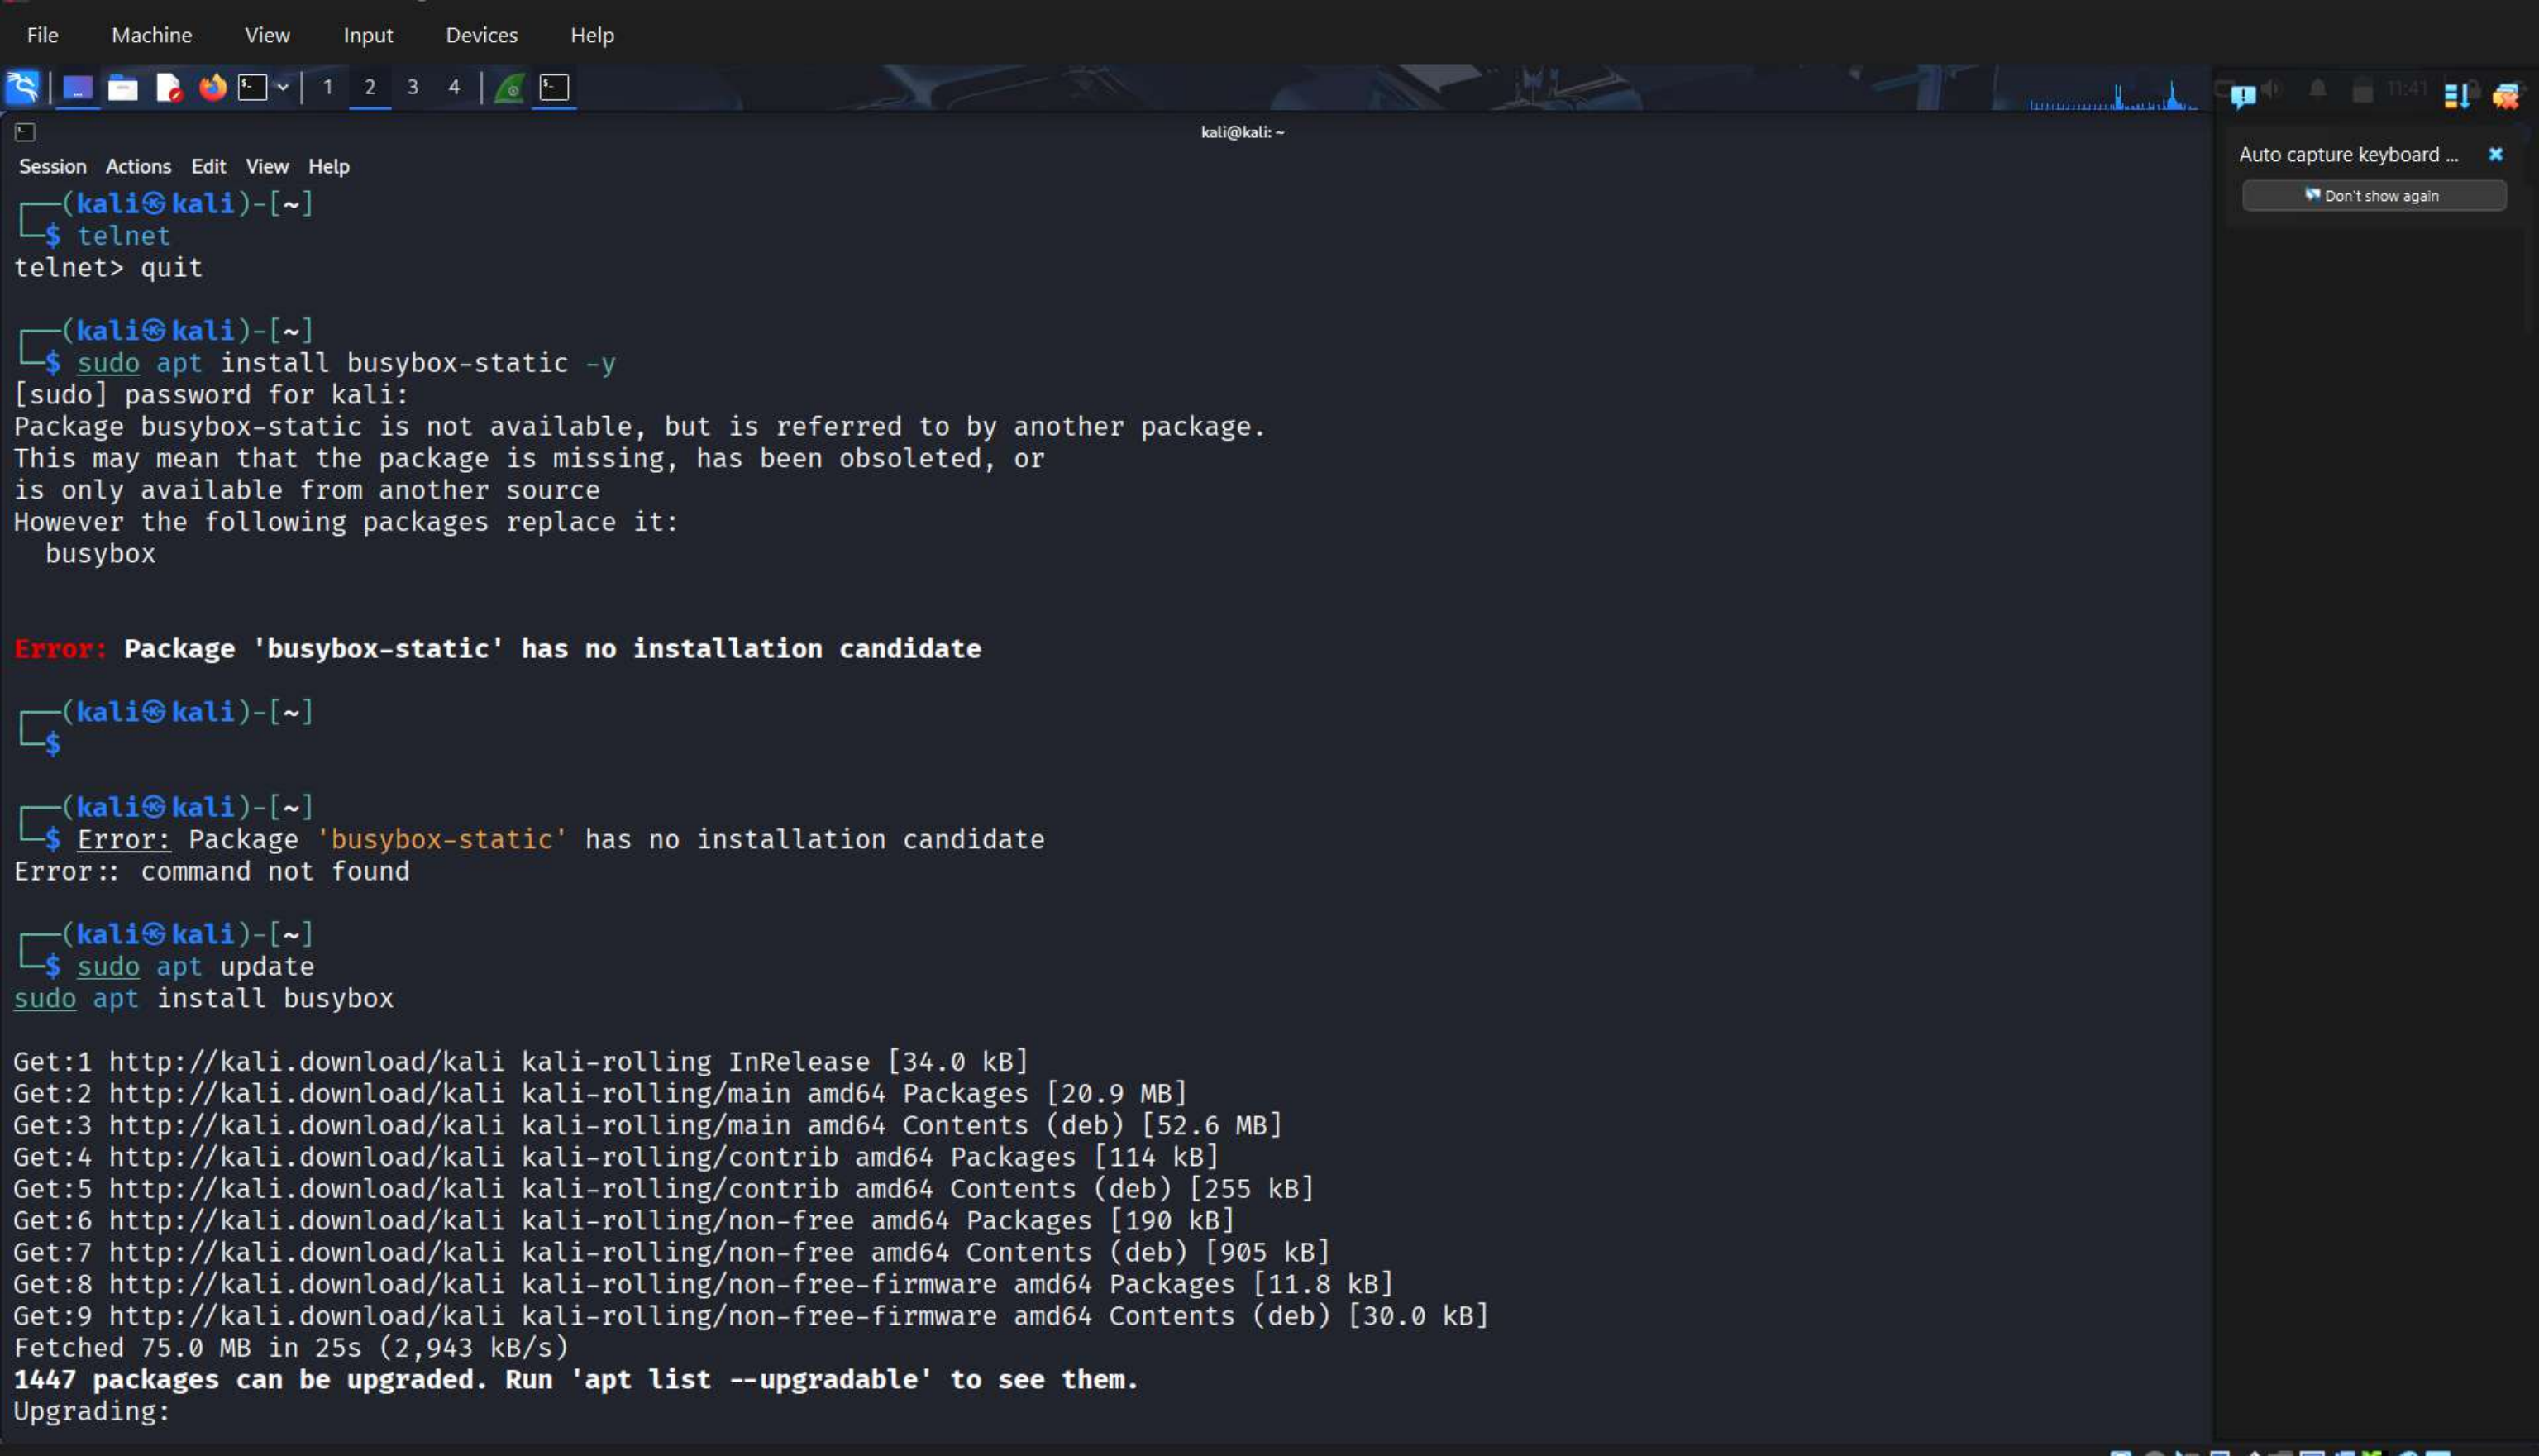 File Machine View Input Devices Help
1 2 3 4 11:41
kali@kali: ~
Auto capture keyboard ...
Don't show again
Session Actions Edit View Help
┌──(kali㉿kali)-[~]
└─$ telnet
telnet> quit
┌──(kali㉿kali)-[~]
└─$ sudo apt install busybox-static -y
[sudo] password for kali:
Package busybox-static is not available, but is referred to by another package.
This may mean that the package is missing, has been obsoleted, or
is only available from another source
However the following packages replace it:
  busybox
Error: Package 'busybox-static' has no installation candidate
┌──(kali㉿kali)-[~]
└─$
┌──(kali㉿kali)-[~]
└─$ Error: Package 'busybox-static' has no installation candidate
Error:: command not found
┌──(kali㉿kali)-[~]
└─$ sudo apt update
sudo apt install busybox
Get:1 http://kali.download/kali kali-rolling InRelease [34.0 kB]
Get:2 http://kali.download/kali kali-rolling/main amd64 Packages [20.9 MB]
Get:3 http://kali.download/kali kali-rolling/main amd64 Contents (deb) [52.6 MB]
Get:4 http://kali.download/kali kali-rolling/contrib amd64 Packages [114 kB]
Get:5 http://kali.download/kali kali-rolling/contrib amd64 Contents (deb) [255 kB]
Get:6 http://kali.download/kali kali-rolling/non-free amd64 Packages [190 kB]
Get:7 http://kali.download/kali kali-rolling/non-free amd64 Contents (deb) [905 kB]
Get:8 http://kali.download/kali kali-rolling/non-free-firmware amd64 Packages [11.8 kB]
Get:9 http://kali.download/kali kali-rolling/non-free-firmware amd64 Contents (deb) [30.0 kB]
Fetched 75.0 MB in 25s (2,943 kB/s)
1447 packages can be upgraded. Run 'apt list --upgradable' to see them.
Upgrading: